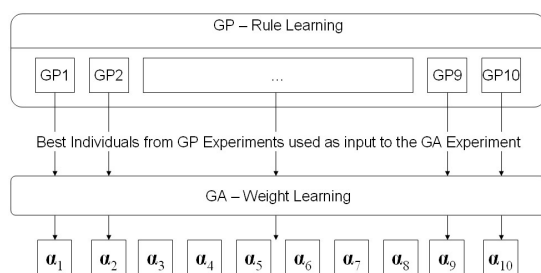 GP – Rule Learning
GP1 GP2 ... GP9 GP10
Best Individuals from GP Experiments used as input to the GA Experiment
GA – Weight Learning
α1 α2 α3 α4 α5 α6 α7 α8 α9 α10